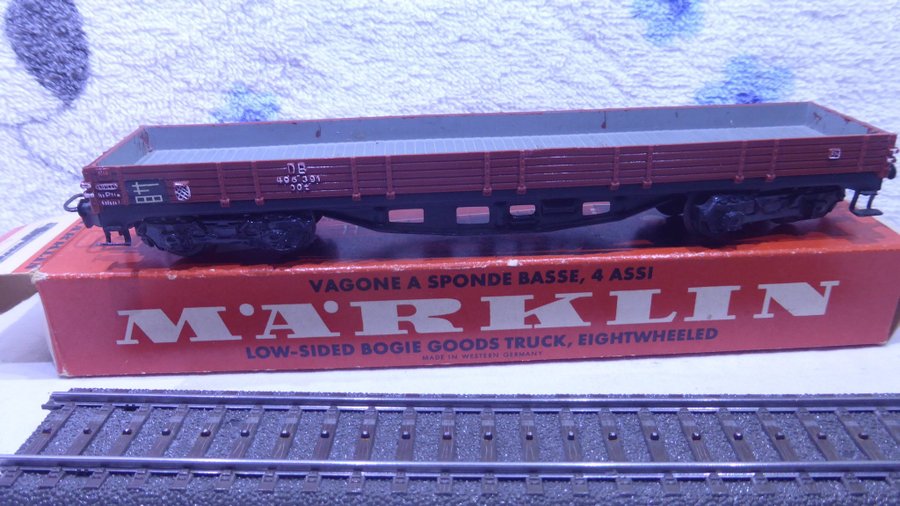 DB
VAGONE A SPONDE BASSE, 4 ASSI
MÄRKLIN
LOW-SIDED BOGIE GOODS TRUCK, EIGHTWHEELED
MADE IN WESTERN GERMANY